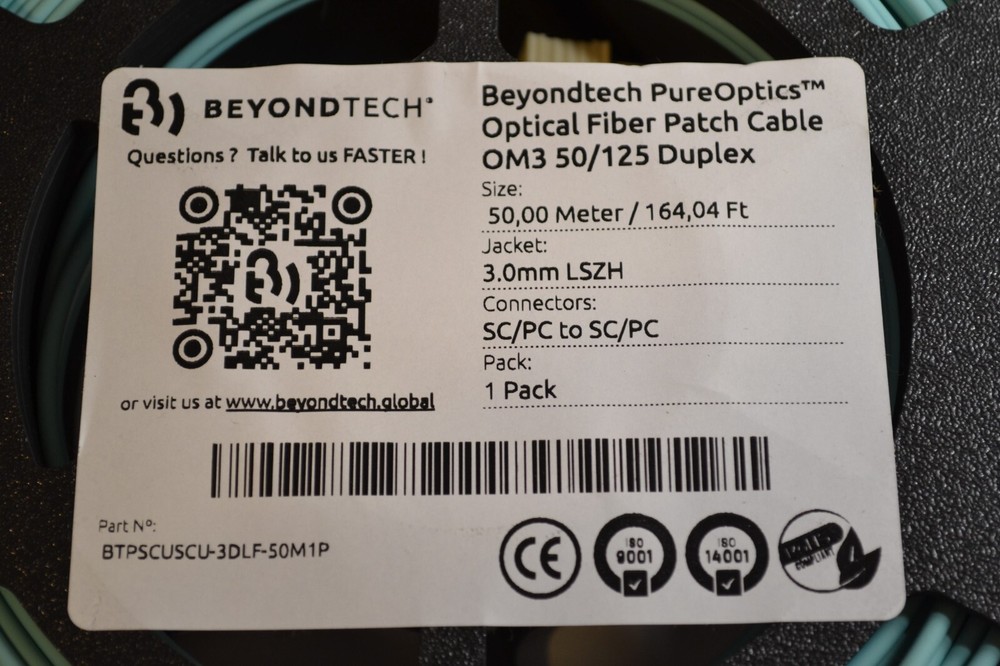 BEYONDTECH®
Questions ? Talk to us FASTER !
or visit us at www.beyondtech.global
Beyondtech PureOptics™
Optical Fiber Patch Cable
OM3 50/125 Duplex
Size:
50,00 Meter / 164,04 Ft
Jacket:
3.0mm LSZH
Connectors:
SC/PC to SC/PC
Pack:
1 Pack
Part Nº:
BTPSCUSCU-3DLF-50M1P
CE
ISO
9001
ISO
14001
COMPLIANT